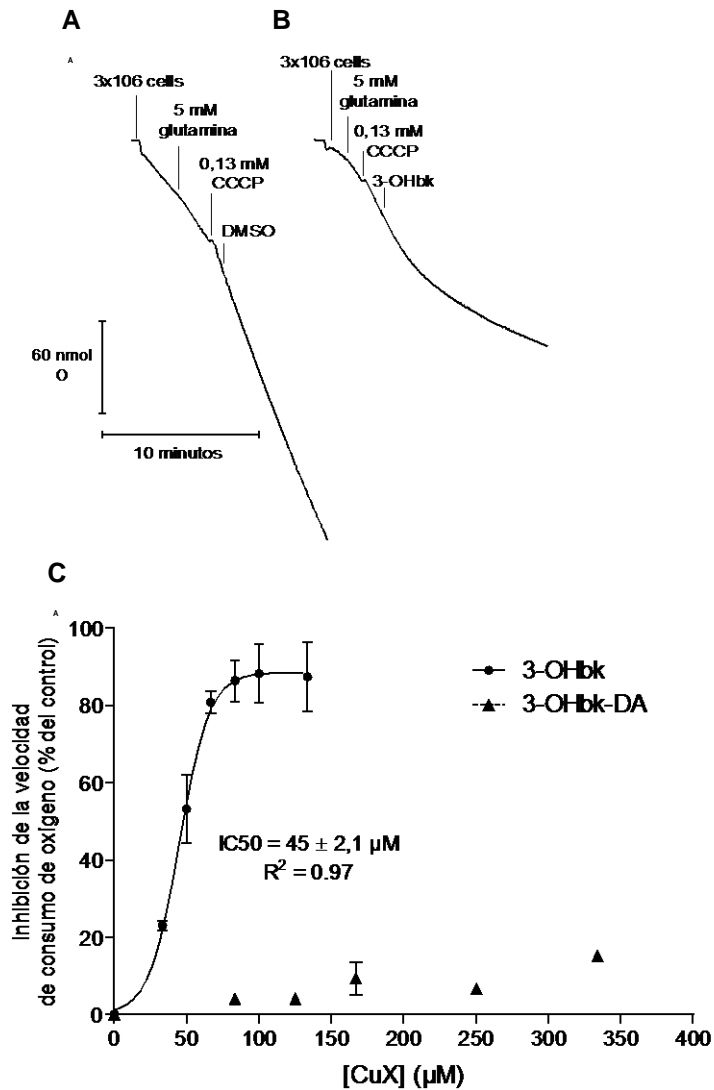 A
A
3x106 cells
5 mM
glutamina
0,13 mM
CCCP
DMSO
60 nmol
O
10 minutos
B
3x106 cells
5 mM
glutamina
0,13 mM
CCCP
3-OHbk
C
A
Inhibición de la velocidad
de consumo de oxígeno (% del control)
100
80
60
40
20
0
3-OHbk
3-OHbk-DA
IC50 = 45 ± 2,1 µM
R2 = 0.97
0 50 100 150 200 250 300 350 400
[CuX] (µM)